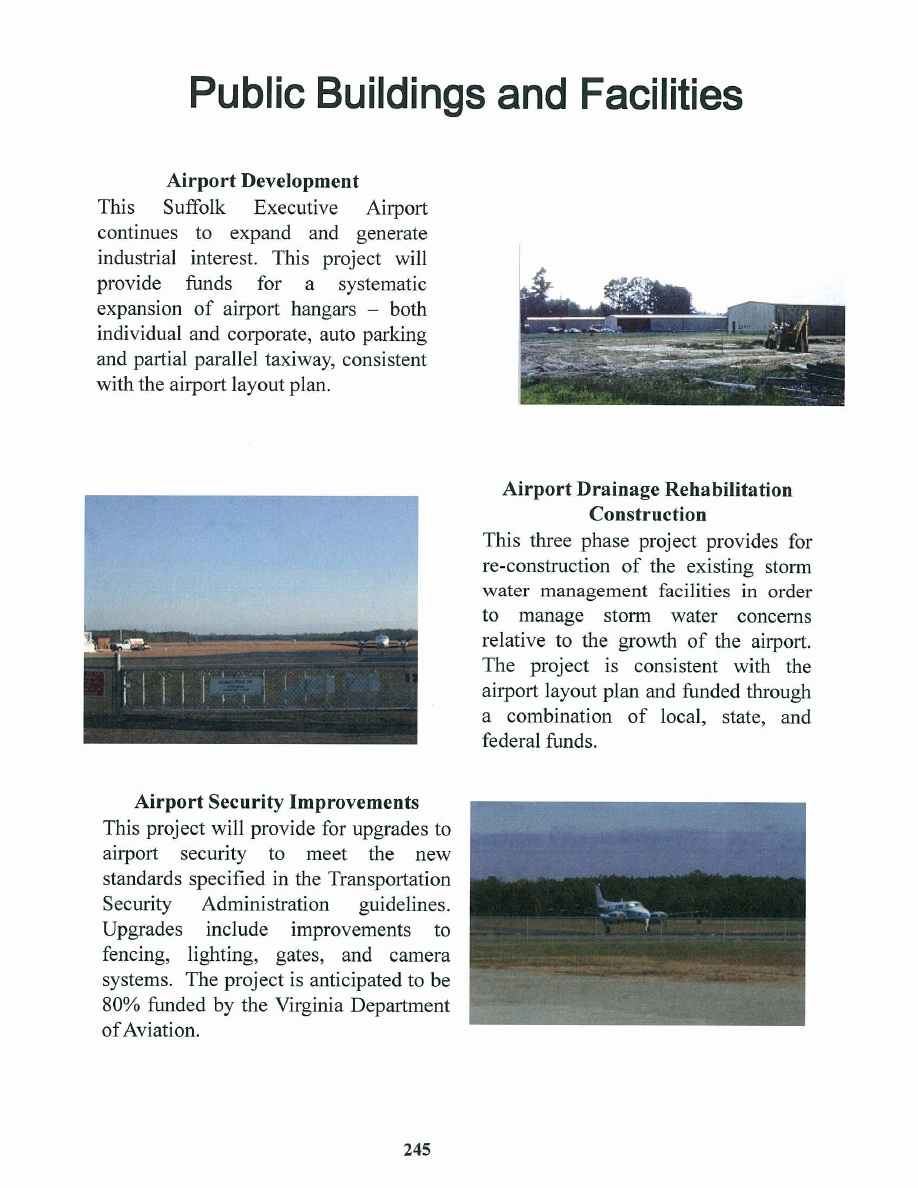 Public Buildings and Facilities
Airport Development
This Suffolk Executive Airport
continues to expand and generate
industrial interest. This project will
provide funds for a systematic
expansion of airport hangars – both
individual and corporate, auto parking
and partial parallel taxiway, consistent
with the airport layout plan.
Airport Drainage Rehabilitation
Construction
This three phase project provides for
re-construction of the existing storm
water management facilities in order
to manage storm water concerns
relative to the growth of the airport.
The project is consistent with the
airport layout plan and funded through
a combination of local, state, and
federal funds.
Airport Security Improvements
This project will provide for upgrades to
airport security to meet the new
standards specified in the Transportation
Security Administration guidelines.
Upgrades include improvements to
fencing, lighting, gates, and camera
systems. The project is anticipated to be
80% funded by the Virginia Department
of Aviation.
245